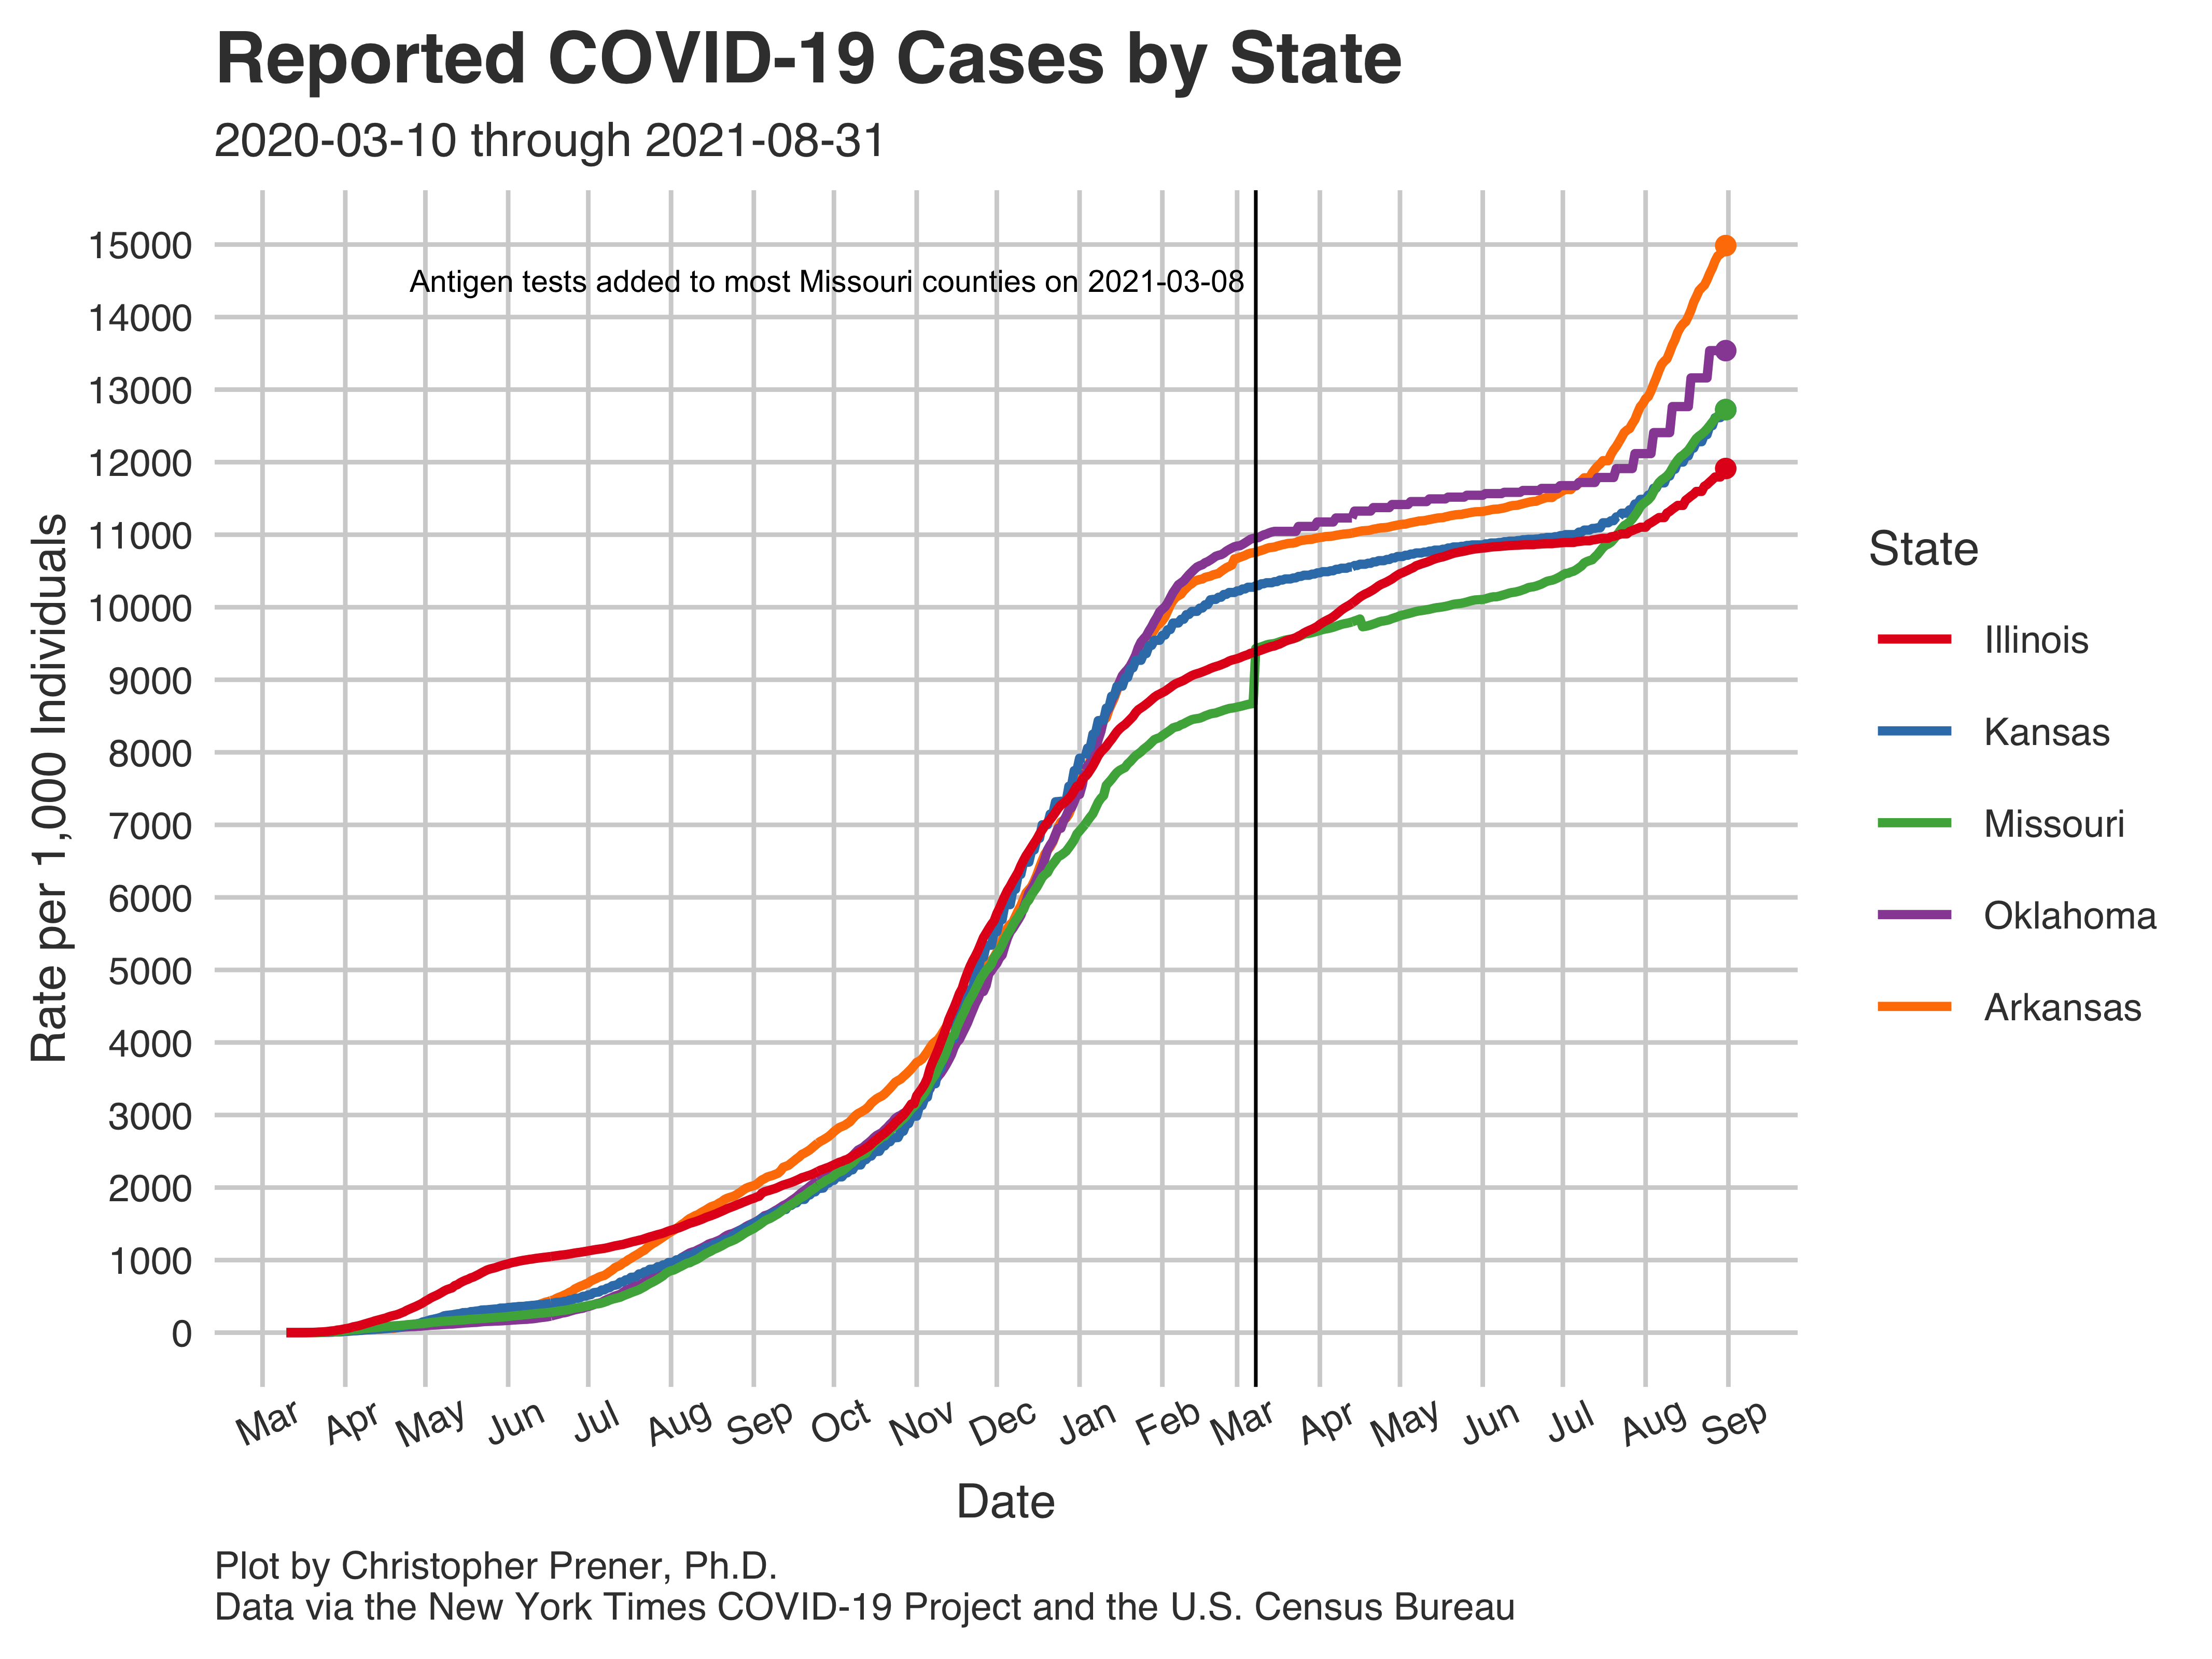 Reported COVID-19 Cases by State
2020-03-10 through 2021-08-31
Antigen tests added to most Missouri counties on 2021-03-08
Rate per 1,000 Individuals
15000
14000
13000
12000
11000
10000
9000
8000
7000
6000
5000
4000
3000
2000
1000
0
Mar Apr May Jun Jul Aug Sep Oct Nov Dec Jan Feb Mar Apr May Jun Jul Aug Sep
Date
State
Illinois
Kansas
Missouri
Oklahoma
Arkansas
Plot by Christopher Prener, Ph.D.
Data via the New York Times COVID-19 Project and the U.S. Census Bureau